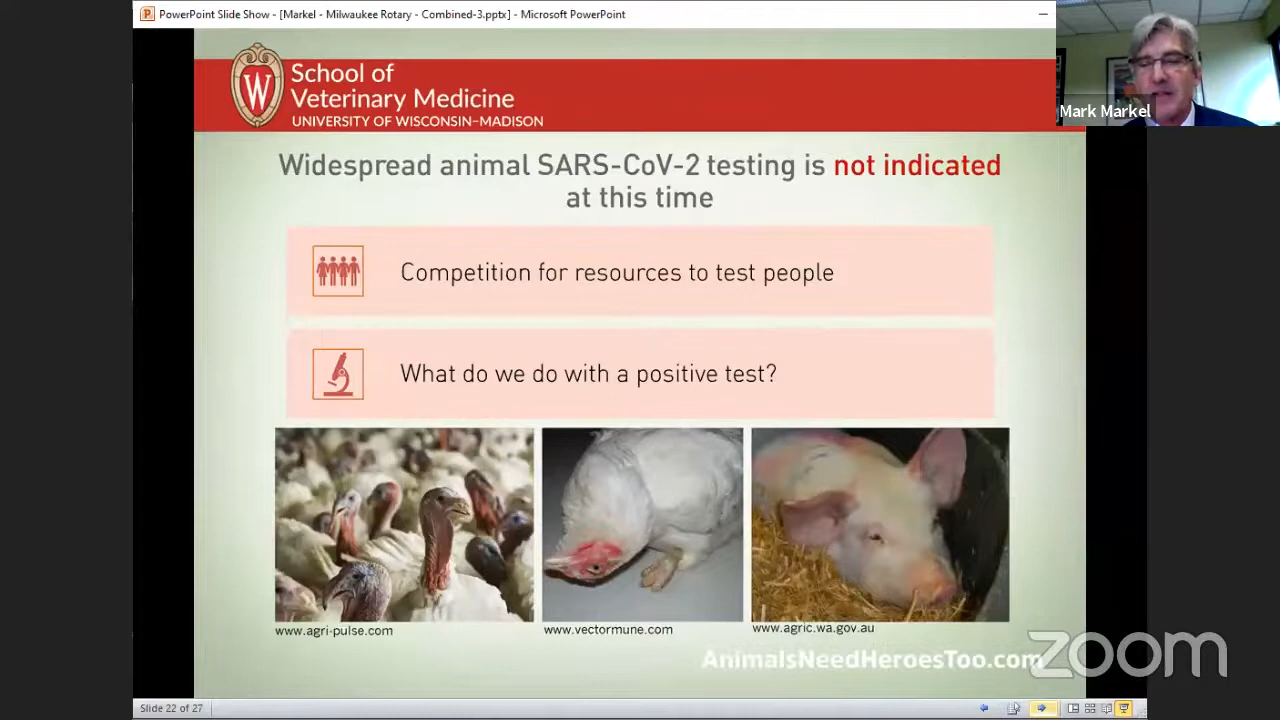 PowerPoint Slide Show - [Markel - Milwaukee Rotary - Combined-3.pptx] - Microsoft PowerPoint
W
School of
Veterinary Medicine
UNIVERSITY OF WISCONSIN–MADISON
Mark Markel
Widespread animal SARS-CoV-2 testing is not indicated
at this time
Competition for resources to test people
What do we do with a positive test?
www.agri-pulse.com
www.vectormune.com
www.agric.wa.gov.au
AnimalsNeedHeroesToo.com
zoom
Slide 22 of 27